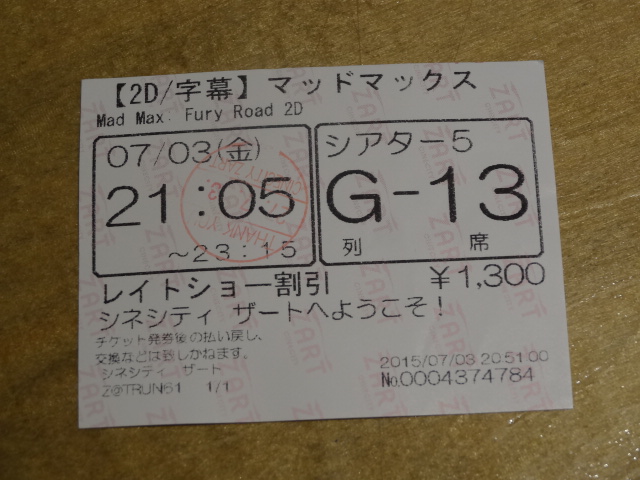 【2D/字幕】マッドマックス
Mad Max: Fury Road 2D
07/03(金)
21:05
～23:15
シアター5
G-13
列 席
レイトショー割引 ￥1,300
シネシティ ザートへようこそ!
チケット発券後の払い戻し、
交換などは致しかねます。
シネシティ ザート
2015/07/03 20:51:00
Z@TRUN61 1/1
№0004374784